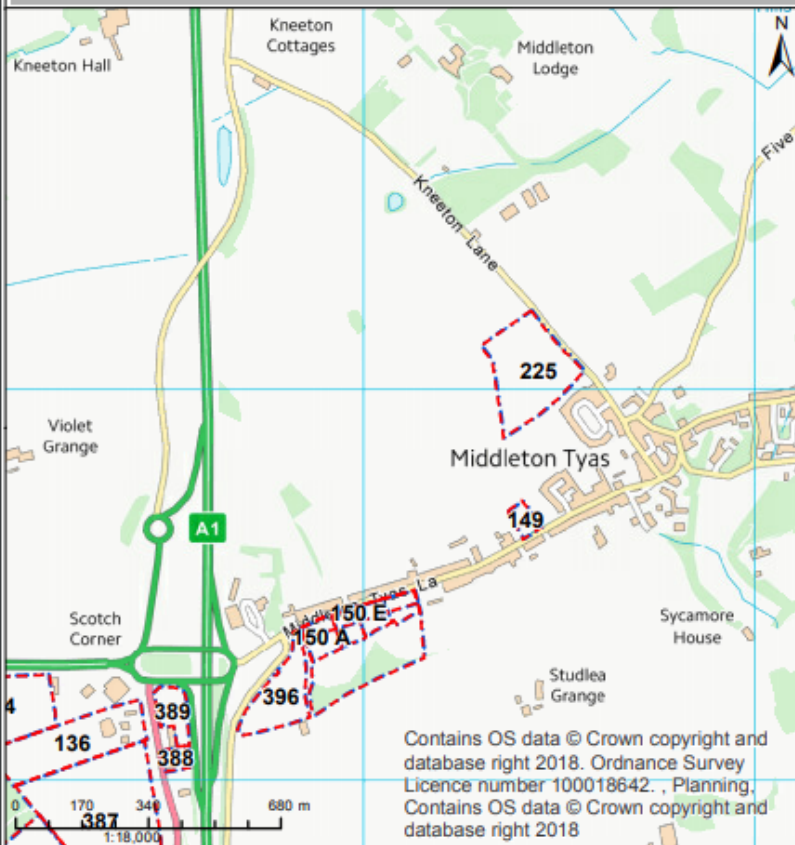 Kneeton
Cottages
N
Kneeton Hall
Middleton
Lodge
Five
Kneeton Lane
225
Violet
Grange
Middleton Tyas
149
A1
Scotch
Corner
Middle Tyas La
150 E
150 A
Sycamore
House
396
Studlea
Grange
4
389
136
388
387
Contains OS data © Crown copyright and
database right 2018. Ordnance Survey
Licence number 100018642. , Planning,
Contains OS data © Crown copyright and
database right 2018
0 170 340 680 m
1:18,000